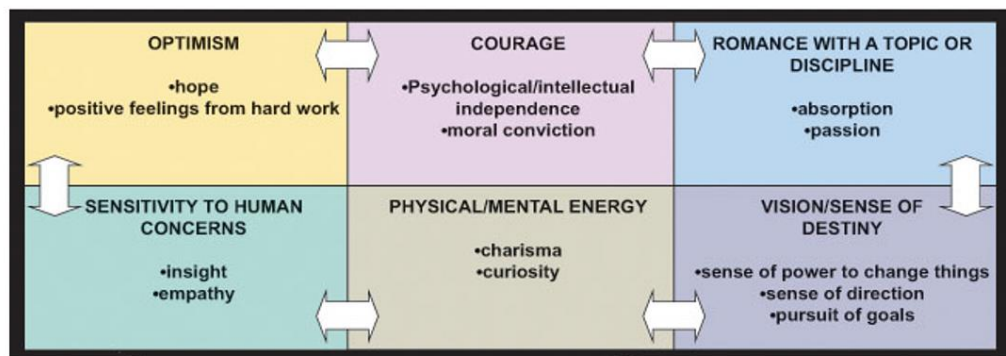 OPTIMISM
•hope
•positive feelings from hard work
COURAGE
•Psychological/intellectual
independence
•moral conviction
ROMANCE WITH A TOPIC OR
DISCIPLINE
•absorption
•passion
SENSITIVITY TO HUMAN
CONCERNS
•insight
•empathy
PHYSICAL/MENTAL ENERGY
•charisma
•curiosity
VISION/SENSE OF
DESTINY
•sense of power to change things
•sense of direction
•pursuit of goals